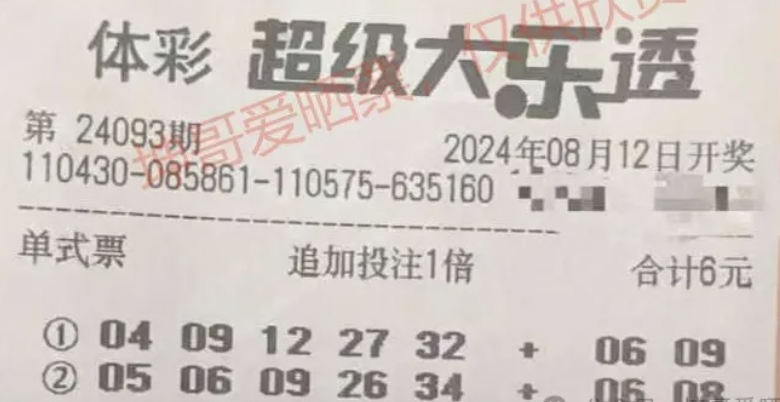 体彩 超级大乐透
第 24093期
2024年08月12日开奖
110430-085861-110575-635160
单式票 追加投注1倍 合计6元
① 04 09 12 27 32 + 06 09
② 05 06 09 26 34 + 06 08
哥爱晒票，仅供欣赏